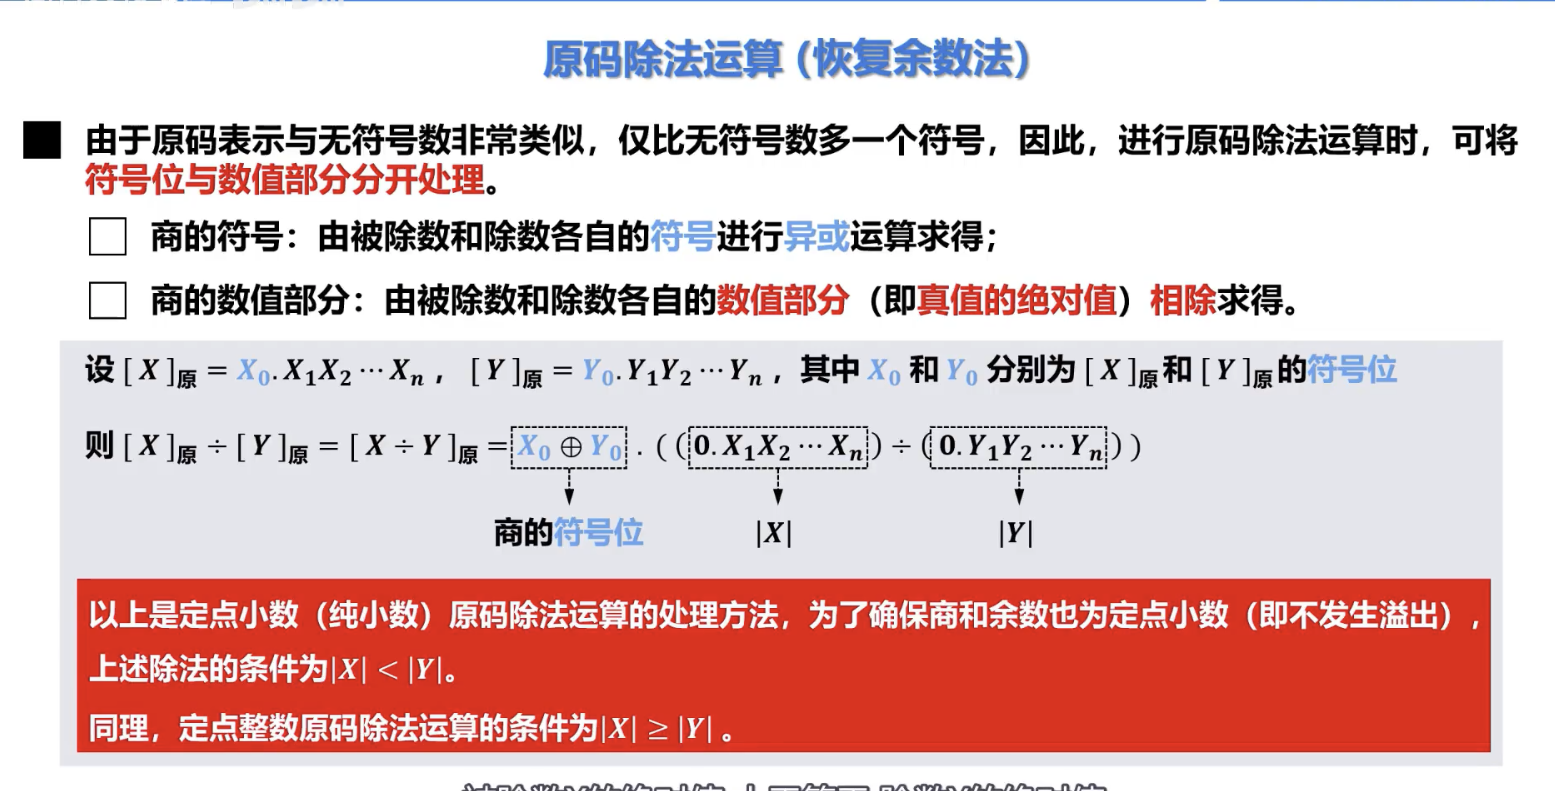 原码除法运算（恢复余数法）
由于原码表示与无符号数非常类似，仅比无符号数多一个符号，因此，进行原码除法运算时，可将
符号位与数值部分分开处理。
商的符号：由被除数和除数各自的符号进行异或运算求得；
商的数值部分：由被除数和除数各自的数值部分（即真值的绝对值）相除求得。
设 [ X ]原 = X₀. X₁X₂ ⋯ Xₙ ， [ Y ]原 = Y₀. Y₁Y₂ ⋯ Yₙ ，其中 X₀ 和 Y₀ 分别为 [ X ]原和 [ Y ]原的符号位
则 [ X ]原 ÷ [ Y ]原 = [ X ÷ Y ]原 = X₀ ⊕ Y₀ . ( ( 0. X₁X₂ ⋯ Xₙ ) ÷ ( 0. Y₁Y₂ ⋯ Yₙ ) )
商的符号位 |X| |Y|
以上是定点小数（纯小数）原码除法运算的处理方法，为了确保商和余数也为定点小数（即不发生溢出），
上述除法的条件为|X| < |Y|。
同理，定点整数原码除法运算的条件为|X| ≥ |Y| 。